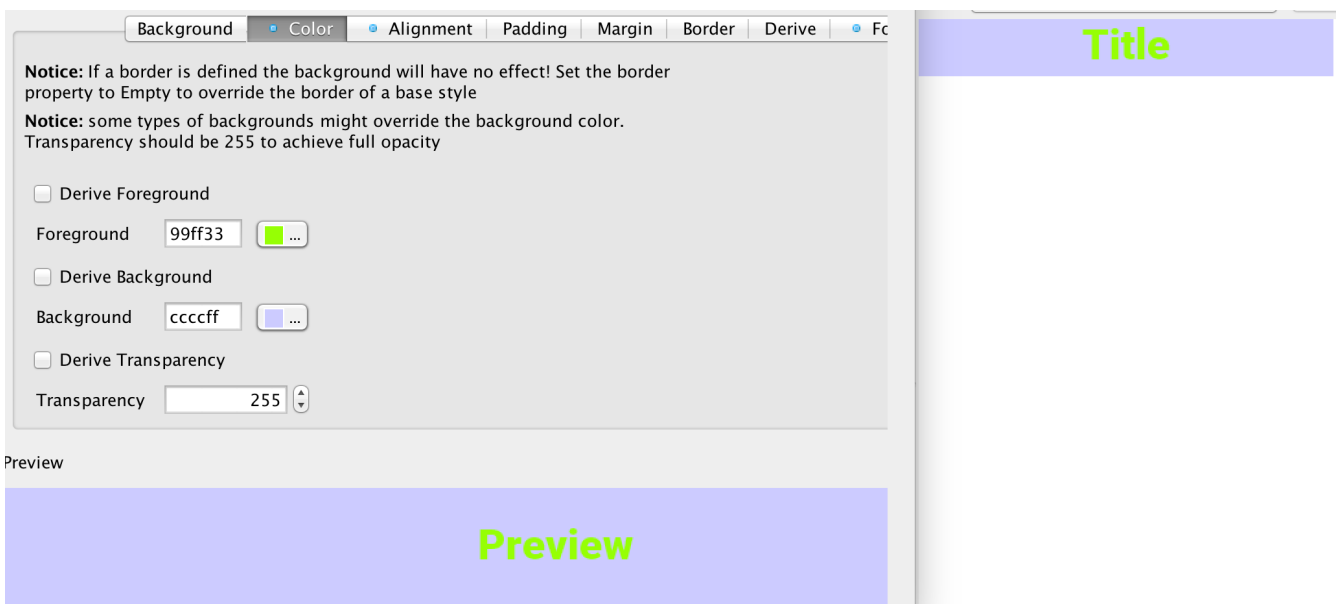 Background Color Alignment Padding Margin Border Derive Fo
Title
Notice: If a border is defined the background will have no effect! Set the border
property to Empty to override the border of a base style
Notice: some types of backgrounds might override the background color.
Transparency should be 255 to achieve full opacity
Derive Foreground
Foreground 99ff33 ...
Derive Background
Background ccccff ...
Derive Transparency
Transparency 255
Preview
Preview